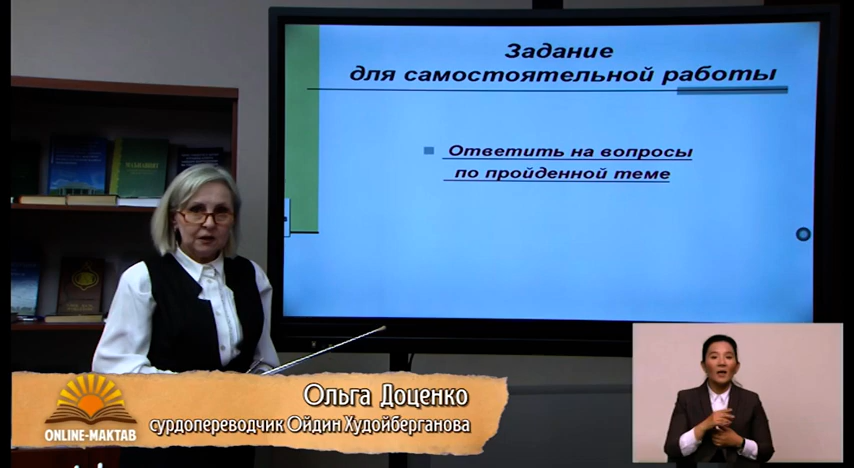 Задание
для самостоятельной работы
Ответить на вопросы
по пройденной теме
Ольга Доценко
сурдопереводчик Ойдин Худойберганова
ONLINE-MAKTAB